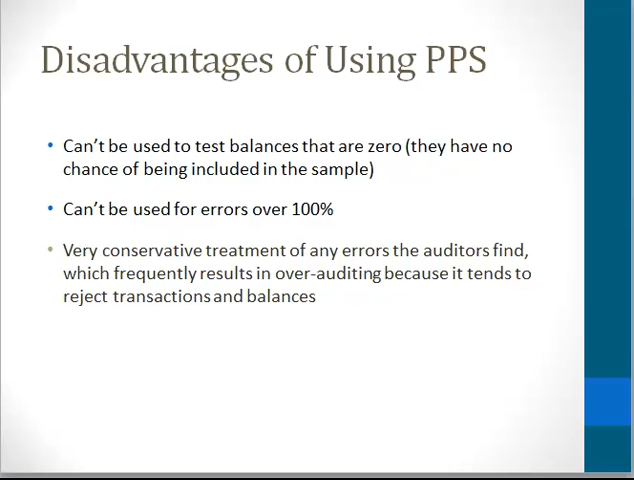 Disadvantages of Using PPS
• Can't be used to test balances that are zero (they have no
chance of being included in the sample)
• Can't be used for errors over 100%
• Very conservative treatment of any errors the auditors find,
which frequently results in over-auditing because it tends to
reject transactions and balances